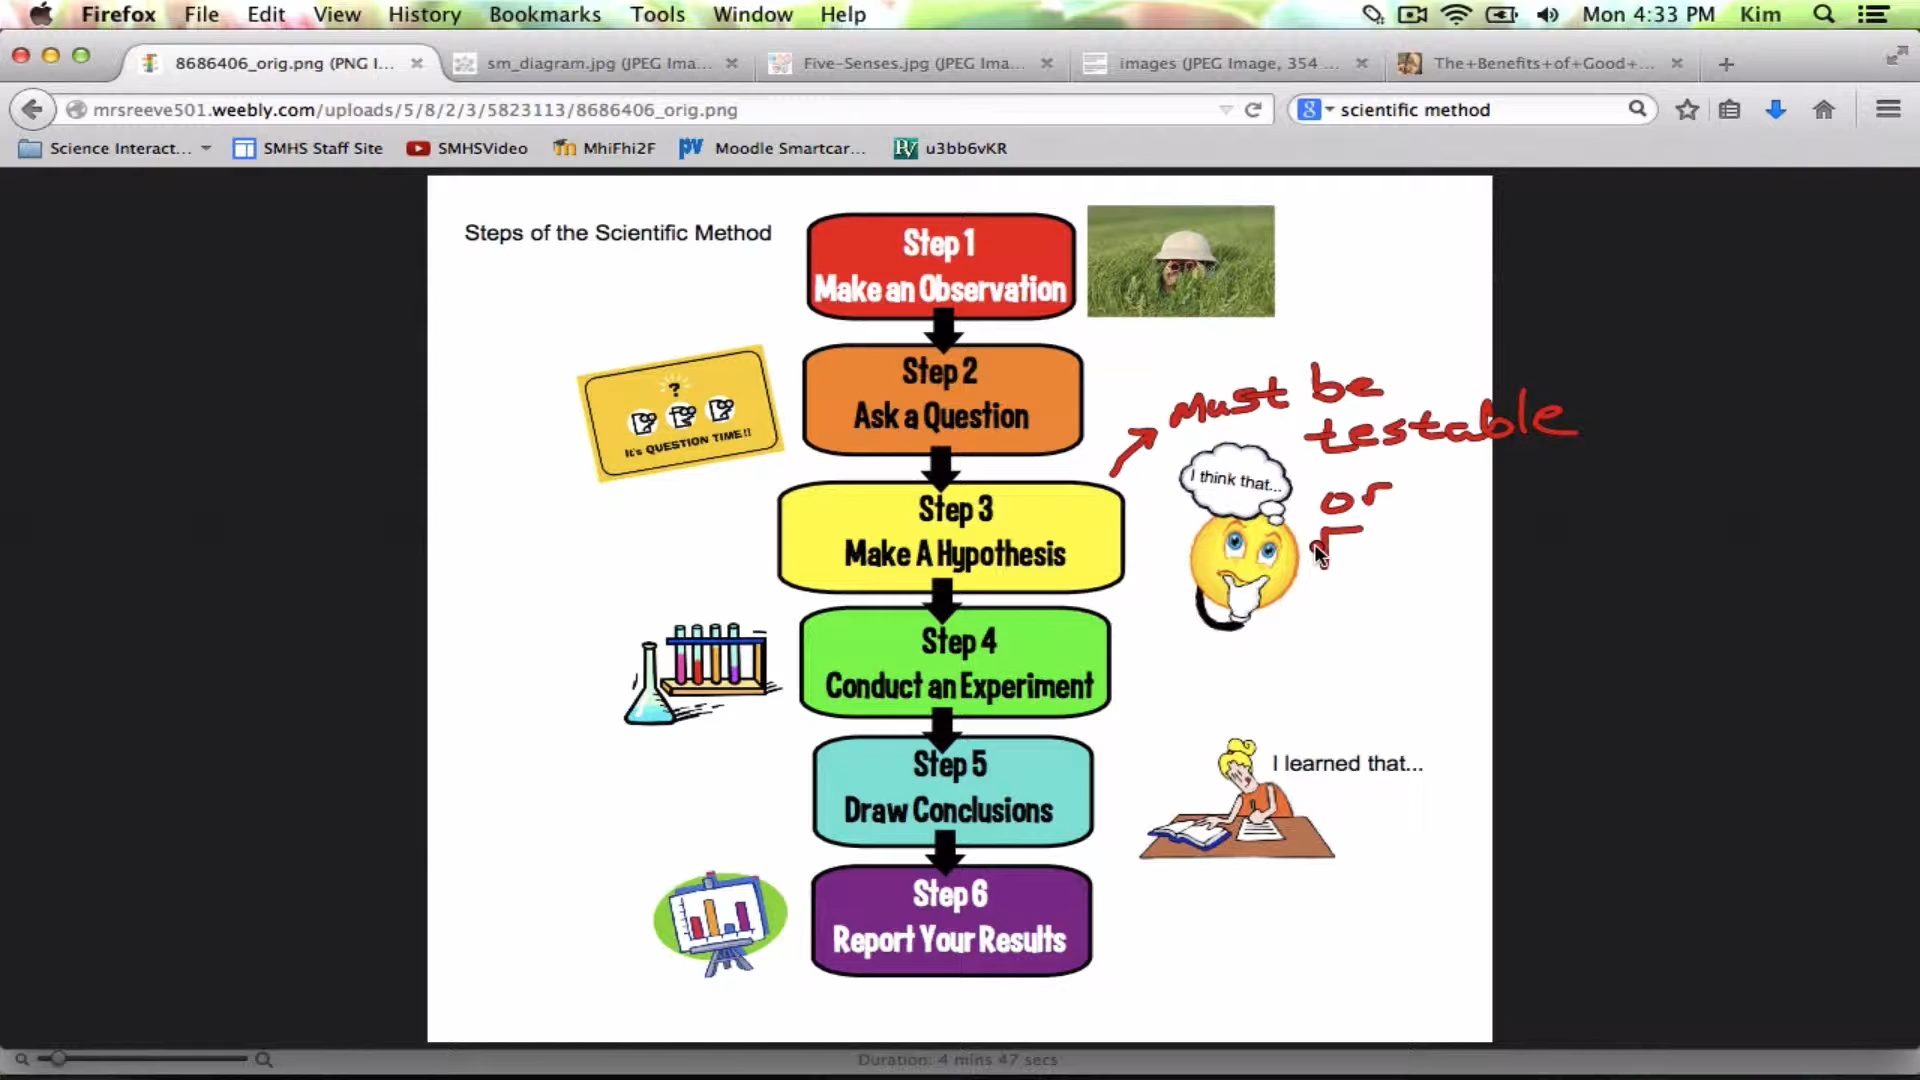 Firefox File Edit View History Bookmarks Tools Window Help Mon 4:33 PM Kim
8686406_orig.png (PNG I... sm_diagram.jpg (JPEG Ima... Five-Senses.jpg (JPEG Ima... images (JPEG Image, 354 ... The+Benefits+of+Good+...
mrsreeve501.weebly.com/uploads/5/8/2/3/5823113/8686406_orig.png scientific method
Science Interact... SMHS Staff Site SMHSVideo MhiFhi2F Moodle Smartcar... u3bb6vKR
Steps of the Scientific Method
Step 1
Make an Observation
Step 2
Ask a Question
?
It's QUESTION TIME!!
Must be
testable
or
Step 3
Make A Hypothesis
I think that...
Step 4
Conduct an Experiment
Step 5
Draw Conclusions
I learned that...
Step 6
Report Your Results
Duration: 4 mins 47 secs